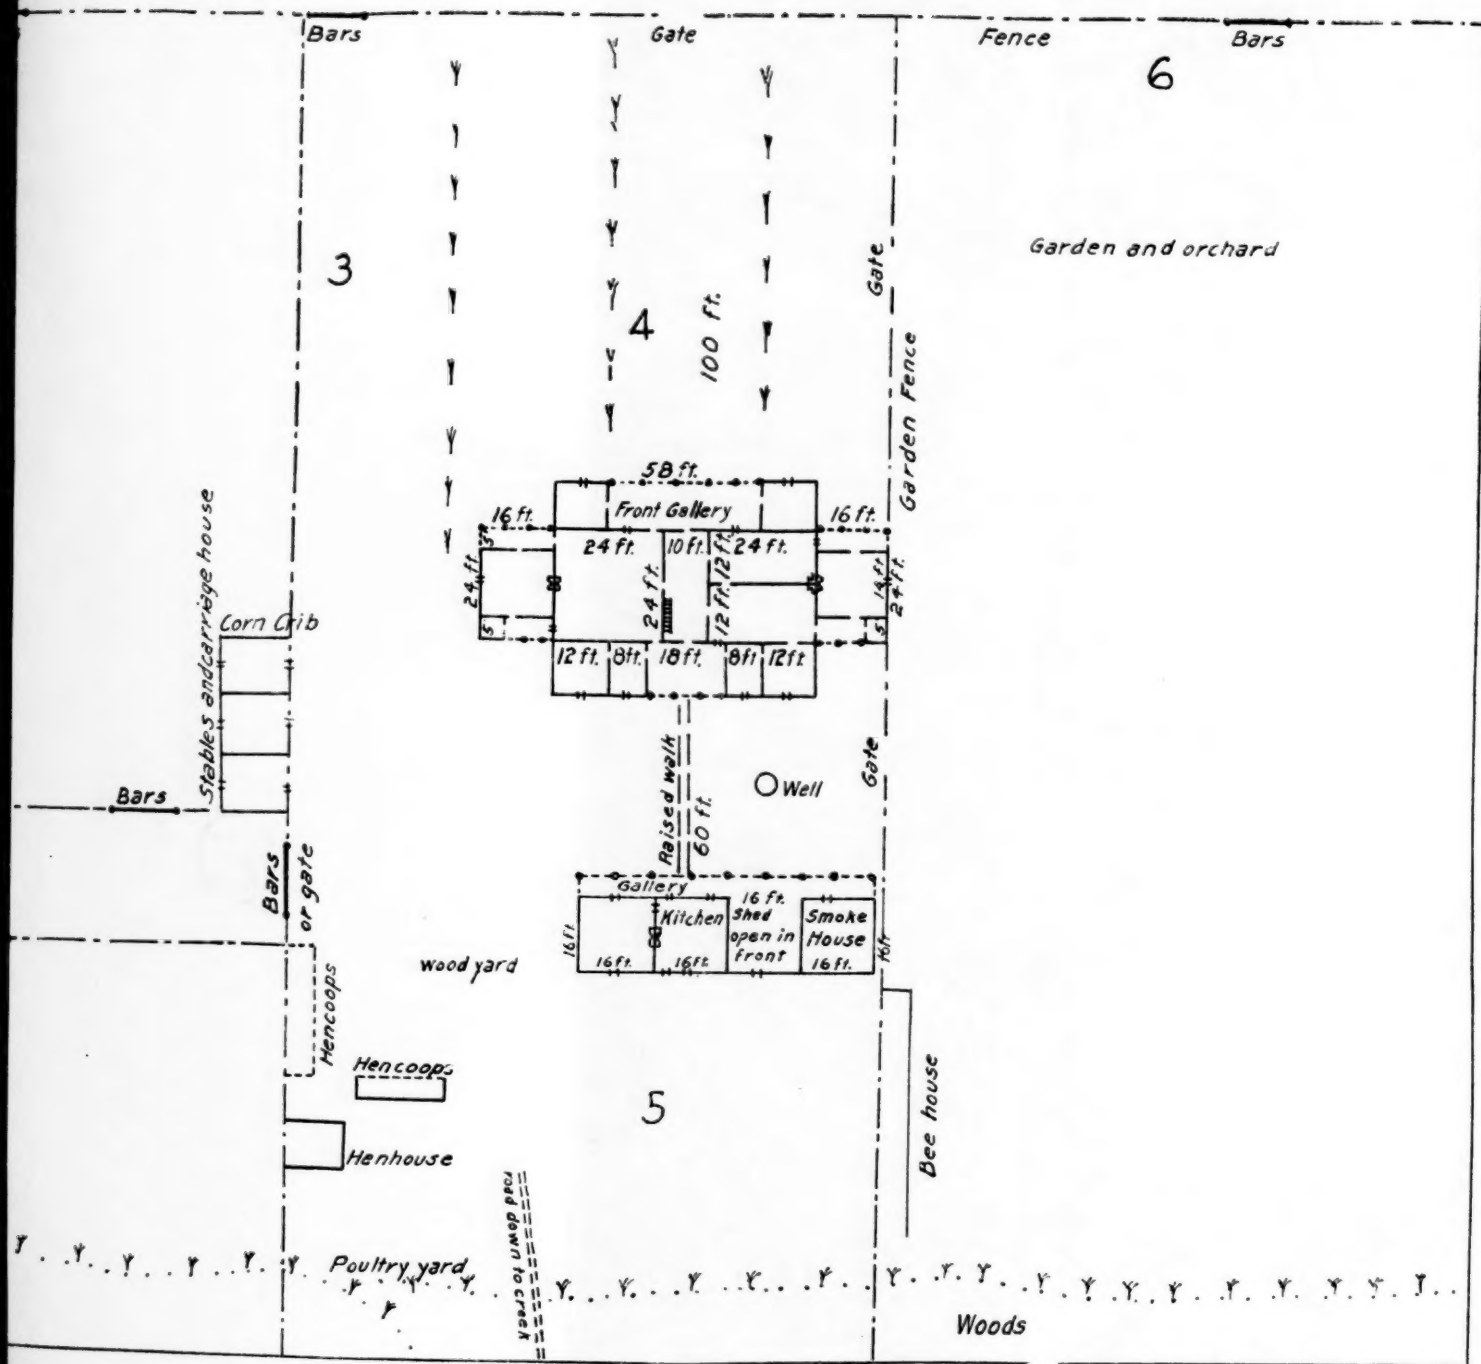 Bars
Gate
Fence
Bars
6
3
4
100 ft.
Gate
Garden and orchard
Garden Fence
58 ft.
Front Gallery
16 ft.
16 ft.
24 ft.
10 ft.
24 ft.
5
24 ft.
24 ft.
12 ft.
12 ft.
14 ft.
24 ft.
5
5
12 ft.
8 ft.
18 ft.
8 ft
12 ft
Stables and carriage house
Corn Crib
Bars
Bars
or gate
Raised walk
60 ft.
Well
Gate
Gallery
16 ft.
16 ft.
Kitchen
Shed
open in
front
Smoke
House
16 ft.
16 ft.
16 ft.
16 ft
wood yard
Hencoops
Hencoops
Henhouse
5
Bee house
road down to creek
Poultry yard
Woods